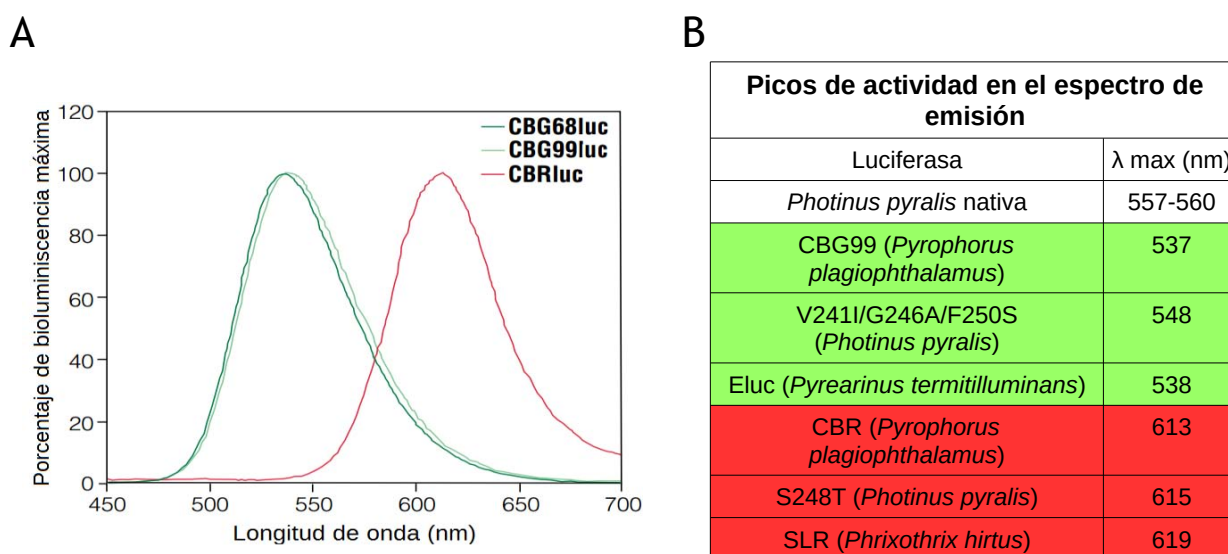 A
B
120
100
80
60
40
20
0
450
500
550
600
650
700
Porcentaje de bioluminiscencia máxima
Longitud de onda (nm)
CBG68luc
CBG99luc
CBRluc
Picos de actividad en el espectro de
emisión
Luciferasa
λ max (nm)
Photinus pyralis nativa
557-560
CBG99 (Pyrophorus
plagiophthalamus)
537
V241I/G246A/F250S
(Photinus pyralis)
548
Eluc (Pyrearinus termitilluminans)
538
CBR (Pyrophorus
plagiophthalamus)
613
S248T (Photinus pyralis)
615
SLR (Phrixothrix hirtus)
619